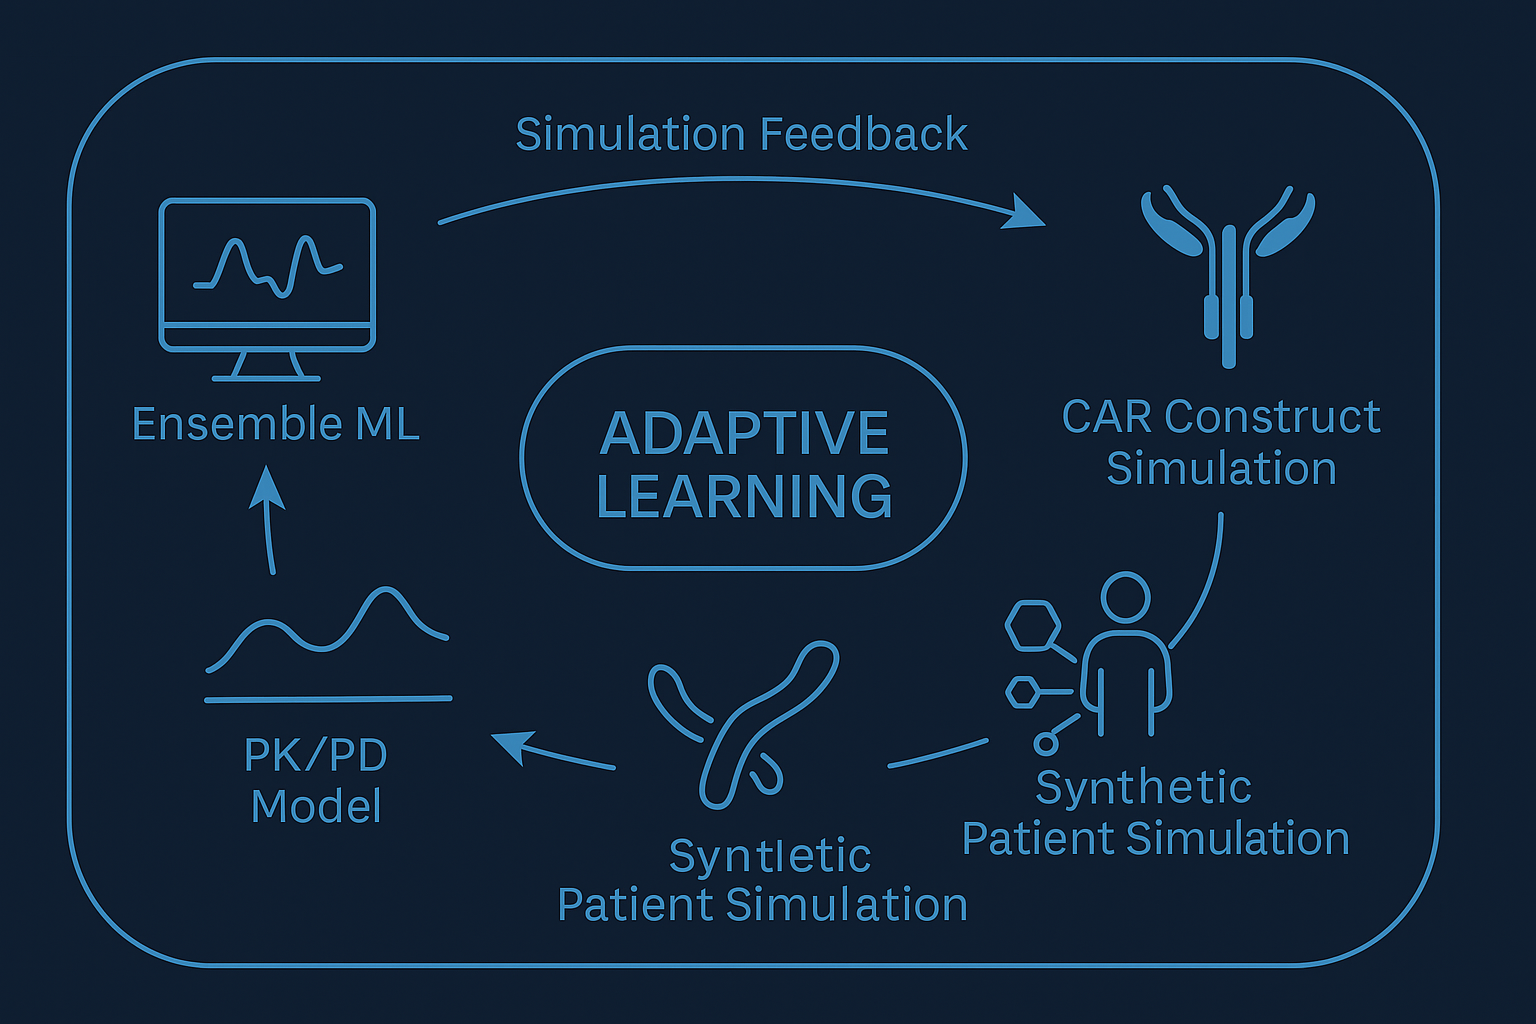 Simulation Feedback
Ensemble ML
CAR Construct
Simulation
ADAPTIVE
LEARNING
PK/PD
Model
Synthetic
Patient Simulation
Syntletic
Patient Simulation